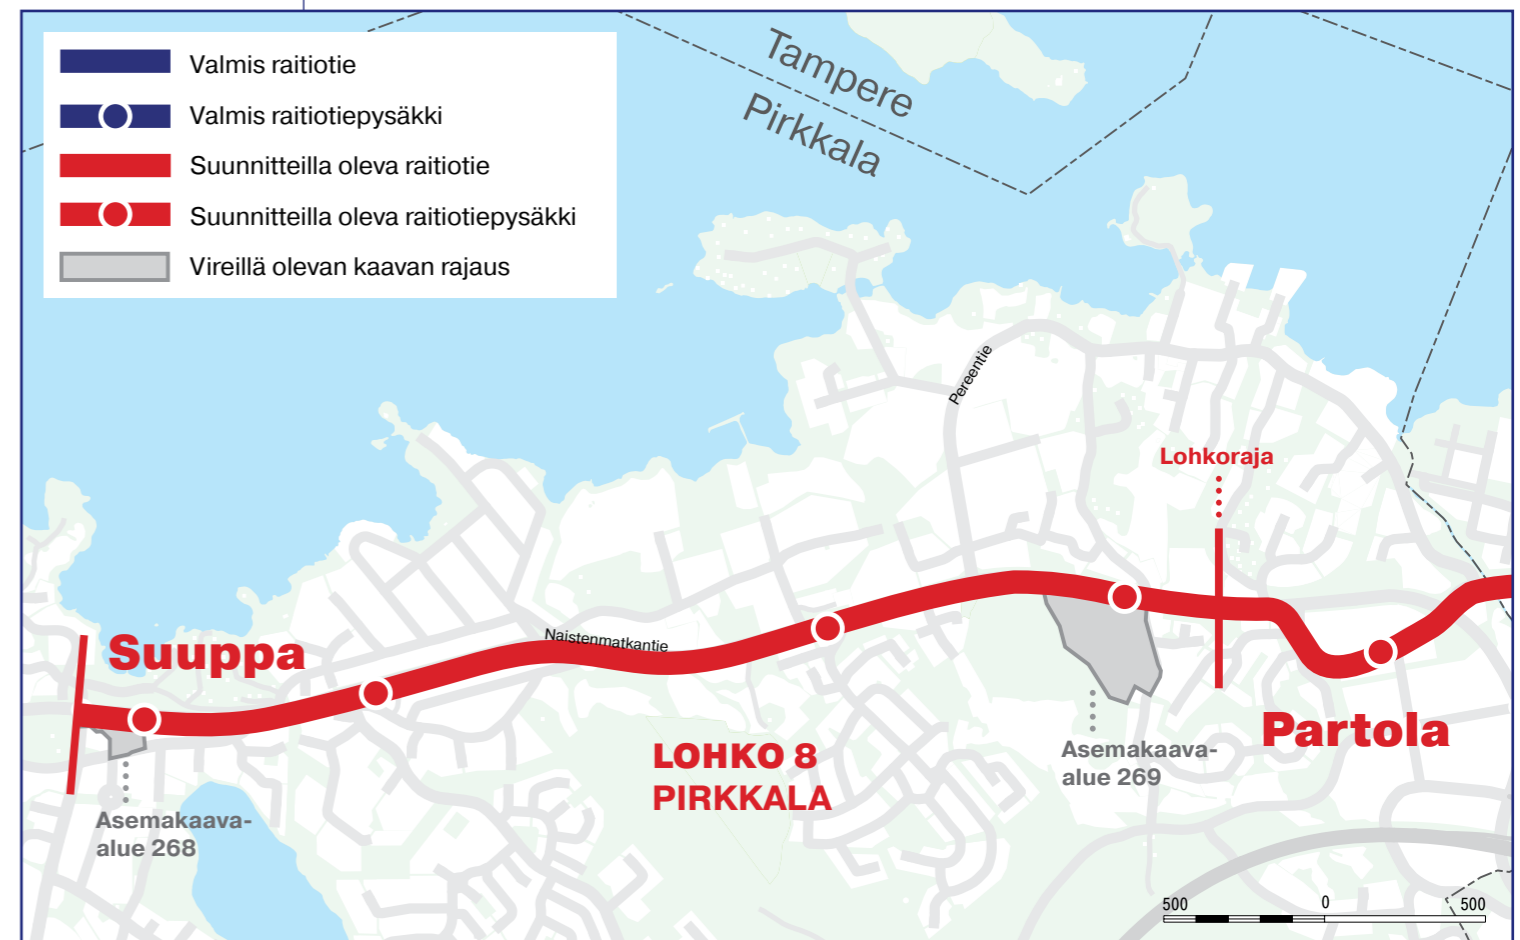 Valmis raitiotie
Valmis raitiotiepysäkki
Suunnitteilla oleva raitiotie
Suunnitteilla oleva raitiotiepysäkki
Vireillä olevan kaavan rajaus
Tampere
Pirkkala
Pereentie
Lohkoraja
Naistenmatkantie
Suuppa
Partola
LOHKO 8
PIRKKALA
Asemakaava-
alue 269
Asemakaava-
alue 268
500 0 500